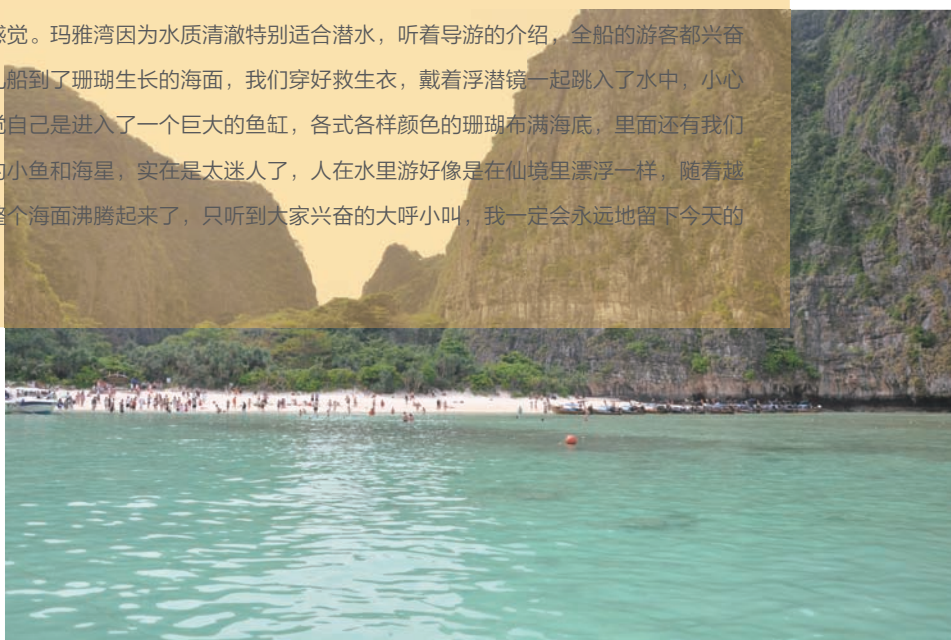 感觉。玛雅湾因为水质清澈特别适合潜水，听着导游的介绍，全船的游客都兴奋
船到了珊瑚生长的海面，我们穿好救生衣，戴着浮潜镜一起跳入了水中，小心
觉自己是进入了一个巨大的鱼缸，各式各样颜色的珊瑚布满海底，里面还有我们
的小鱼和海星，实在是太迷人了，人在水里游好像是在仙境里漂浮一样，随着越
整个海面沸腾起来了，只听到大家兴奋的大呼小叫，我一定会永远地留下今天的